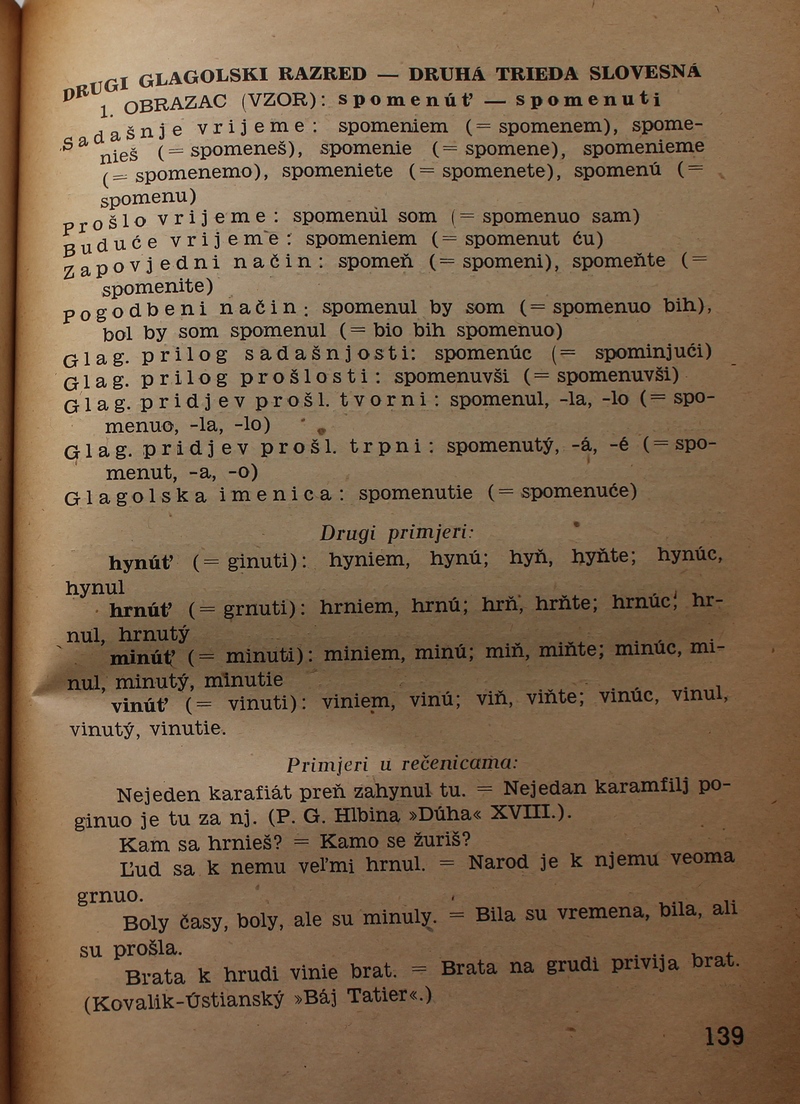 DRUGI GLAGOLSKI RAZRED — DRUHÁ TRIEDA SLOVESNÁ
1. OBRAZAC (VZOR): spomenúť — spomenuti
Sadašnje vrijeme: spomeniem (= spomenem), spome-
nieš (= spomeneš), spomenie (= spomene), spomenieme
(= spomenemo), spomeniete (= spomenete), spomenú (=
spomenu)
Prošlo vrijeme: spomenul som (= spomenuo sam)
Buduće vrijeme: spomeniem (= spomenut ću)
Zapovjedni način: spomeň (= spomeni), spomeňte (=
spomenite)
Pogodbeni način: spomenul by som (= spomenuo bih),
bol by som spomenul (= bio bih spomenuo)
Glag. prilog sadašnjosti: spomenúc (= spominjući)
Glag. prilog prošlosti: spomenuvši (= spomenuvši)
Glag. pridjev prošl. tvorni: spomenul, -la, -lo (= spo-
menuo, -la, -lo)
Glag. pridjev prošl. trpni: spomenutý, -á, -é (= spo-
menut, -a, -o)
Glagolska imenica: spomenutie (= spomenuće)
Drugi primjeri:
hynúť (= ginuti): hyniem, hynú; hyň, hyňte; hynúc,
hynul
hrnúť (= grnuti): hrniem, hrnú; hrň, hrňte; hrnúc; hr-
nul, hrnutý
minúť (= minuti): miniem, minú; miň, miňte; minúc, mi-
nul, minutý, minutie
vinúť (= vinuti): viniem, vinú; viň, viňte; vinúc, vinul,
vinutý, vinutie.
Primjeri u rečenicama:
Nejeden karafiát preň zahynul tu. = Nejedan karamfilj po-
ginuo je tu za nj. (P. G. Hlbina »Dúha« XVIII.).
Kam sa hrnieš? = Kamo se žuriš?
Ľud sa k nemu veľmi hrnul. = Narod je k njemu veoma
grnuo.
Boly časy, boly, ale su minuly. = Bila su vremena, bila, ali
su prošla.
Brata k hrudi vinie brat. = Brata na grudi privija brat.
(Kovalik-Ústianský »Báj Tatier«.)
139